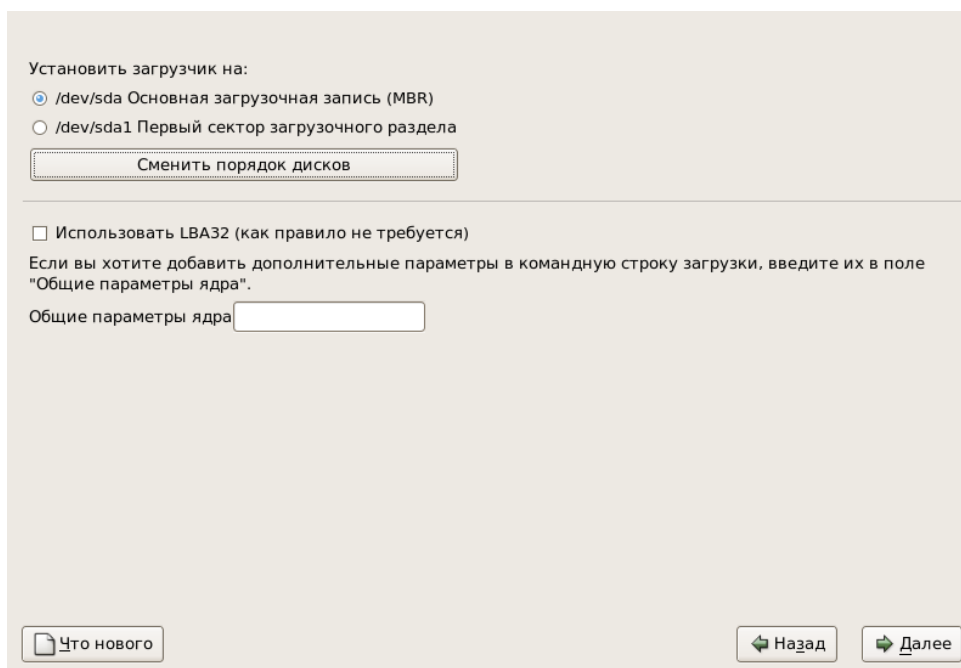 Установить загрузчик на:
/dev/sda Основная загрузочная запись (MBR)
/dev/sda1 Первый сектор загрузочного раздела
Сменить порядок дисков
Использовать LBA32 (как правило не требуется)
Если вы хотите добавить дополнительные параметры в командную строку загрузки, введите их в поле
"Общие параметры ядра".
Общие параметры ядра
Что нового
Назад
Далее